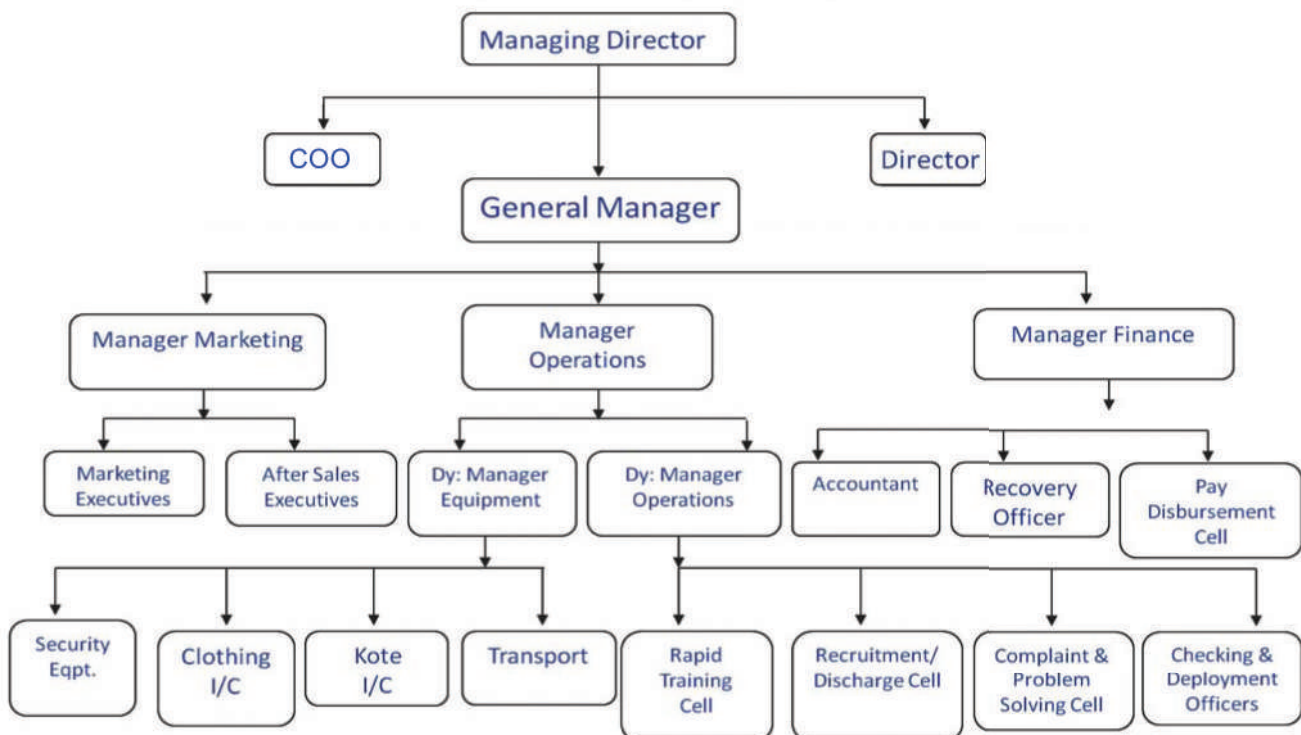 Managing Director
COO
Director
General Manager
Manager Marketing
Manager
Operations
Manager Finance
Marketing
Executives
After Sales
Executives
Dy: Manager
Equipment
Dy: Manager
Operations
Accountant
Recovery
Officer
Pay
Disbursement
Cell
Security
Eqpt.
Clothing
I/C
Kote
I/C
Transport
Rapid
Training
Cell
Recruitment/
Discharge Cell
Complaint &
Problem
Solving Cell
Checking &
Deployment
Officers